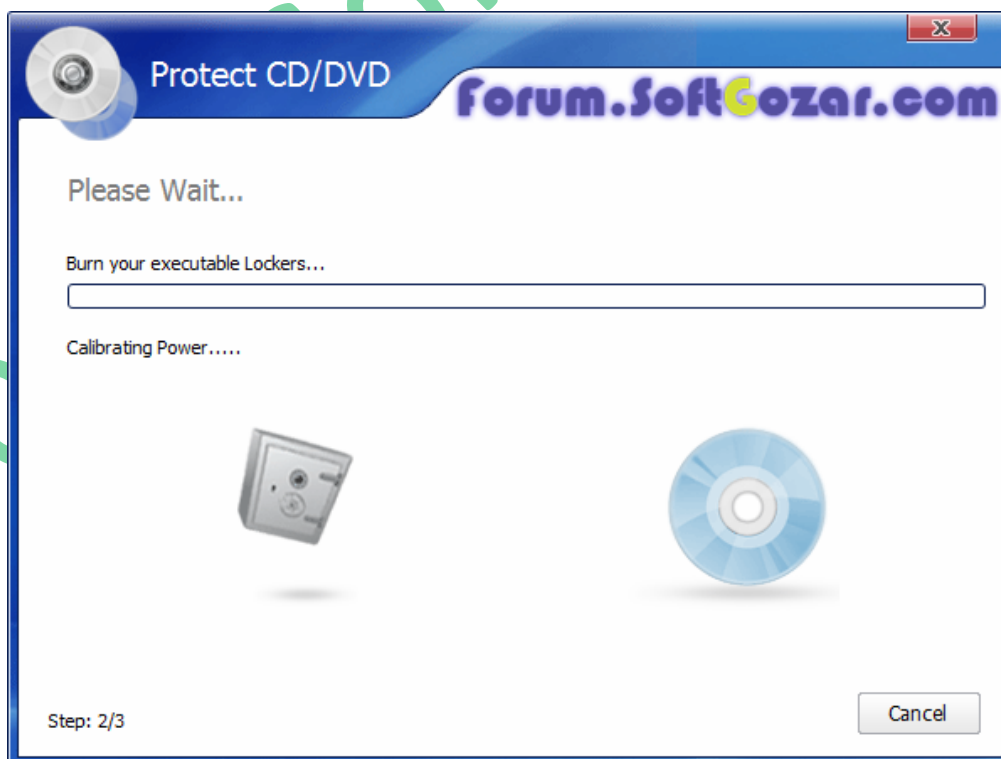 Protect CD/DVD
Forum.SoftGozar.com
Please Wait...
Burn your executable Lockers...
Calibrating Power.....
Step: 2/3
Cancel